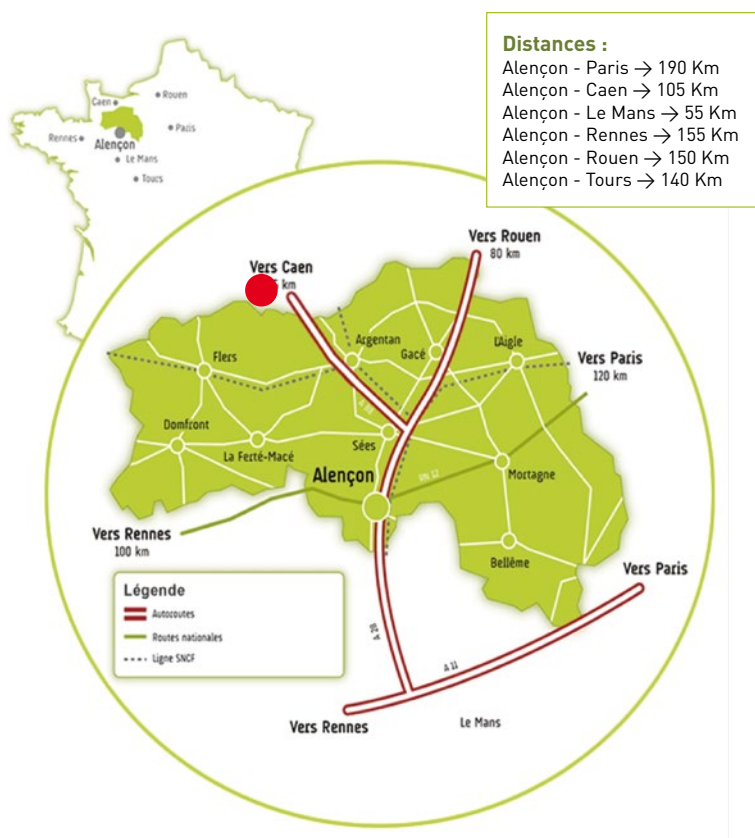 Distances :
Alençon - Paris → 190 Km
Alençon - Caen → 105 Km
Alençon - Le Mans → 55 Km
Alençon - Rennes → 155 Km
Alençon - Rouen → 150 Km
Alençon - Tours → 140 Km
Caen
Rouen
Rennes
Paris
Alençon
Le Mans
Tours
Vers Rouen
80 km
Vers Caen
km
Argentan
Gacé
L'Aigle
Flers
Vers Paris
120 km
A 88
Domfront
La Ferté-Macé
Sées
Alençon
RN 12
Mortagne
Vers Rennes
100 km
Bellême
Vers Paris
Légende
Autoroutes
Routes nationales
Ligne SNCF
A 28
A 11
Vers Rennes
Le Mans